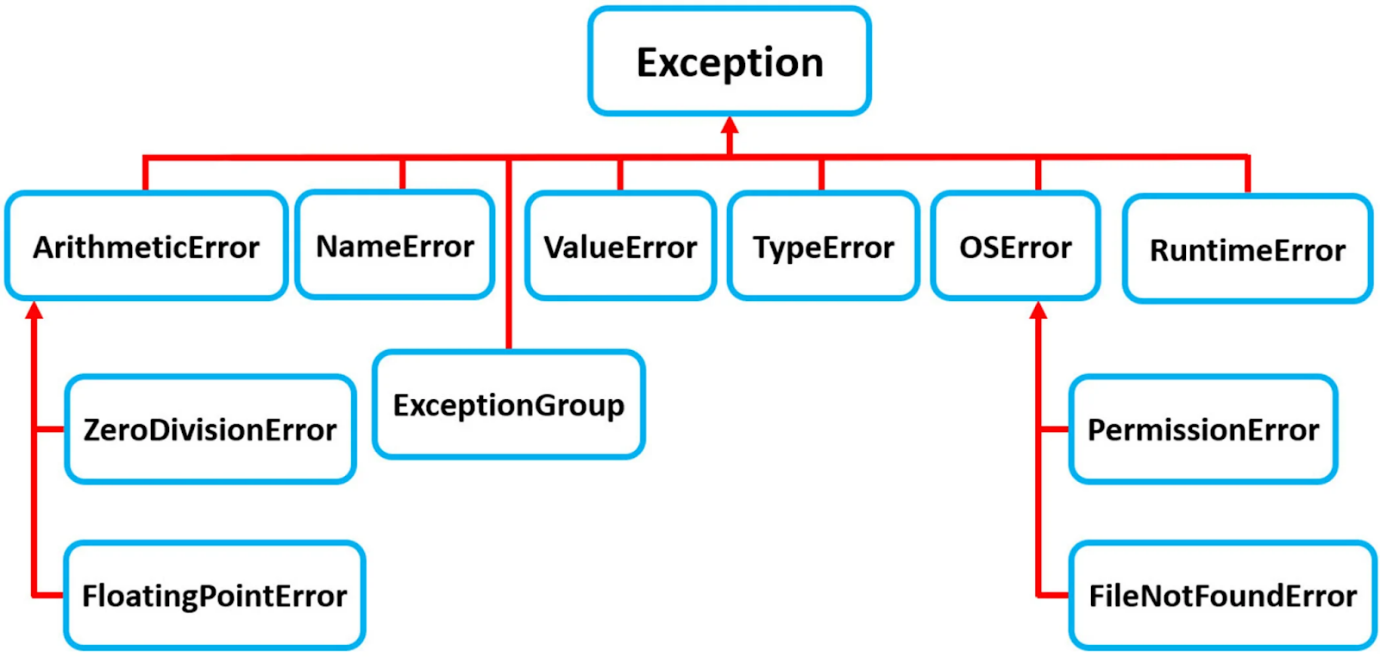 Exception
ArithmeticError
NameError
ValueError
TypeError
OSError
RuntimeError
ExceptionGroup
ZeroDivisionError
PermissionError
FloatingPointError
FileNotFoundError